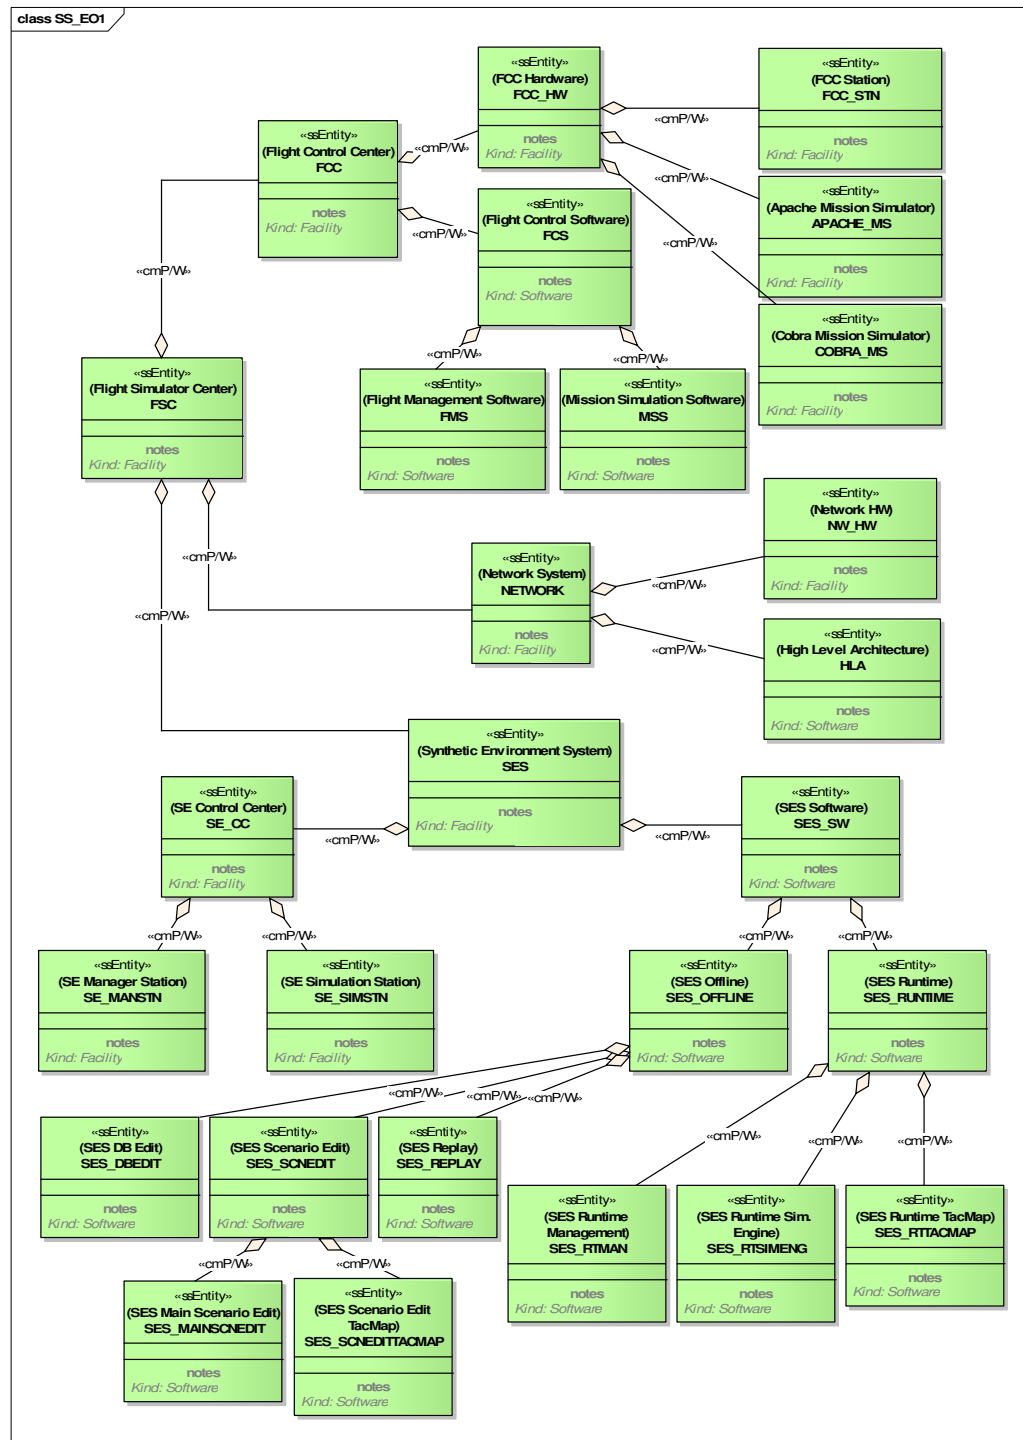 class SS_EO1
«ssEntity»
(FCC Hardware)
FCC_HW
notes
Kind: Facility
«ssEntity»
(FCC Station)
FCC_STN
notes
Kind: Facility
«cmP/W»
«ssEntity»
(Flight Control Center)
FCC
notes
Kind: Facility
«cmP/W»
«cmP/W»
«ssEntity»
(Apache Mission Simulator)
APACHE_MS
notes
Kind: Facility
«ssEntity»
(Flight Control Software)
FCS
notes
Kind: Software
«cmP/W»
«cmP/W»
«cmP/W»
«ssEntity»
(Cobra Mission Simulator)
COBRA_MS
notes
Kind: Facility
«cmP/W»
«cmP/W»
«ssEntity»
(Flight Simulator Center)
FSC
notes
Kind: Facility
«ssEntity»
(Flight Management Software)
FMS
notes
Kind: Software
«ssEntity»
(Mission Simulation Software)
MSS
notes
Kind: Software
«ssEntity»
(Network HW)
NW_HW
notes
Kind: Facility
«cmP/W»
«ssEntity»
(Network System)
NETWORK
notes
Kind: Facility
«cmP/W»
«cmP/W»
«cmP/W»
«ssEntity»
(High Level Architecture)
HLA
notes
Kind: Software
«ssEntity»
(Synthetic Environment System)
SES
notes
Kind: Facility
«ssEntity»
(SE Control Center)
SE_CC
notes
Kind: Facility
«cmP/W»
«cmP/W»
«ssEntity»
(SES Software)
SES_SW
notes
Kind: Software
«cmP/W»
«cmP/W»
«cmP/W»
«cmP/W»
«ssEntity»
(SE Manager Station)
SE_MANSTN
notes
Kind: Facility
«ssEntity»
(SE Simulation Station)
SE_SIMSTN
notes
Kind: Facility
«ssEntity»
(SES Offline)
SES_OFFLINE
notes
Kind: Software
«ssEntity»
(SES Runtime)
SES_RUNTIME
notes
Kind: Software
«cmP/W»
«cmP/W»
«cmP/W»
«ssEntity»
(SES DB Edit)
SES_DBEDIT
notes
Kind: Software
«ssEntity»
(SES Scenario Edit)
SES_SCNEDIT
notes
Kind: Software
«ssEntity»
(SES Replay)
SES_REPLAY
notes
Kind: Software
«cmP/W»
«cmP/W»
«cmP/W»
«ssEntity»
(SES Runtime
Management)
SES_RTMAN
notes
Kind: Software
«ssEntity»
(SES Runtime Sim.
Engine)
SES_RTSIMENG
notes
Kind: Software
«ssEntity»
(SES Runtime TacMap)
SES_RTTACMAP
notes
Kind: Software
«cmP/W»
«cmP/W»
«ssEntity»
(SES Main Scenario Edit)
SES_MAINSCNEDIT
notes
Kind: Software
«ssEntity»
(SES Scenario Edit
TacMap)
SES_SCNEDITTACMAP
notes
Kind: Software